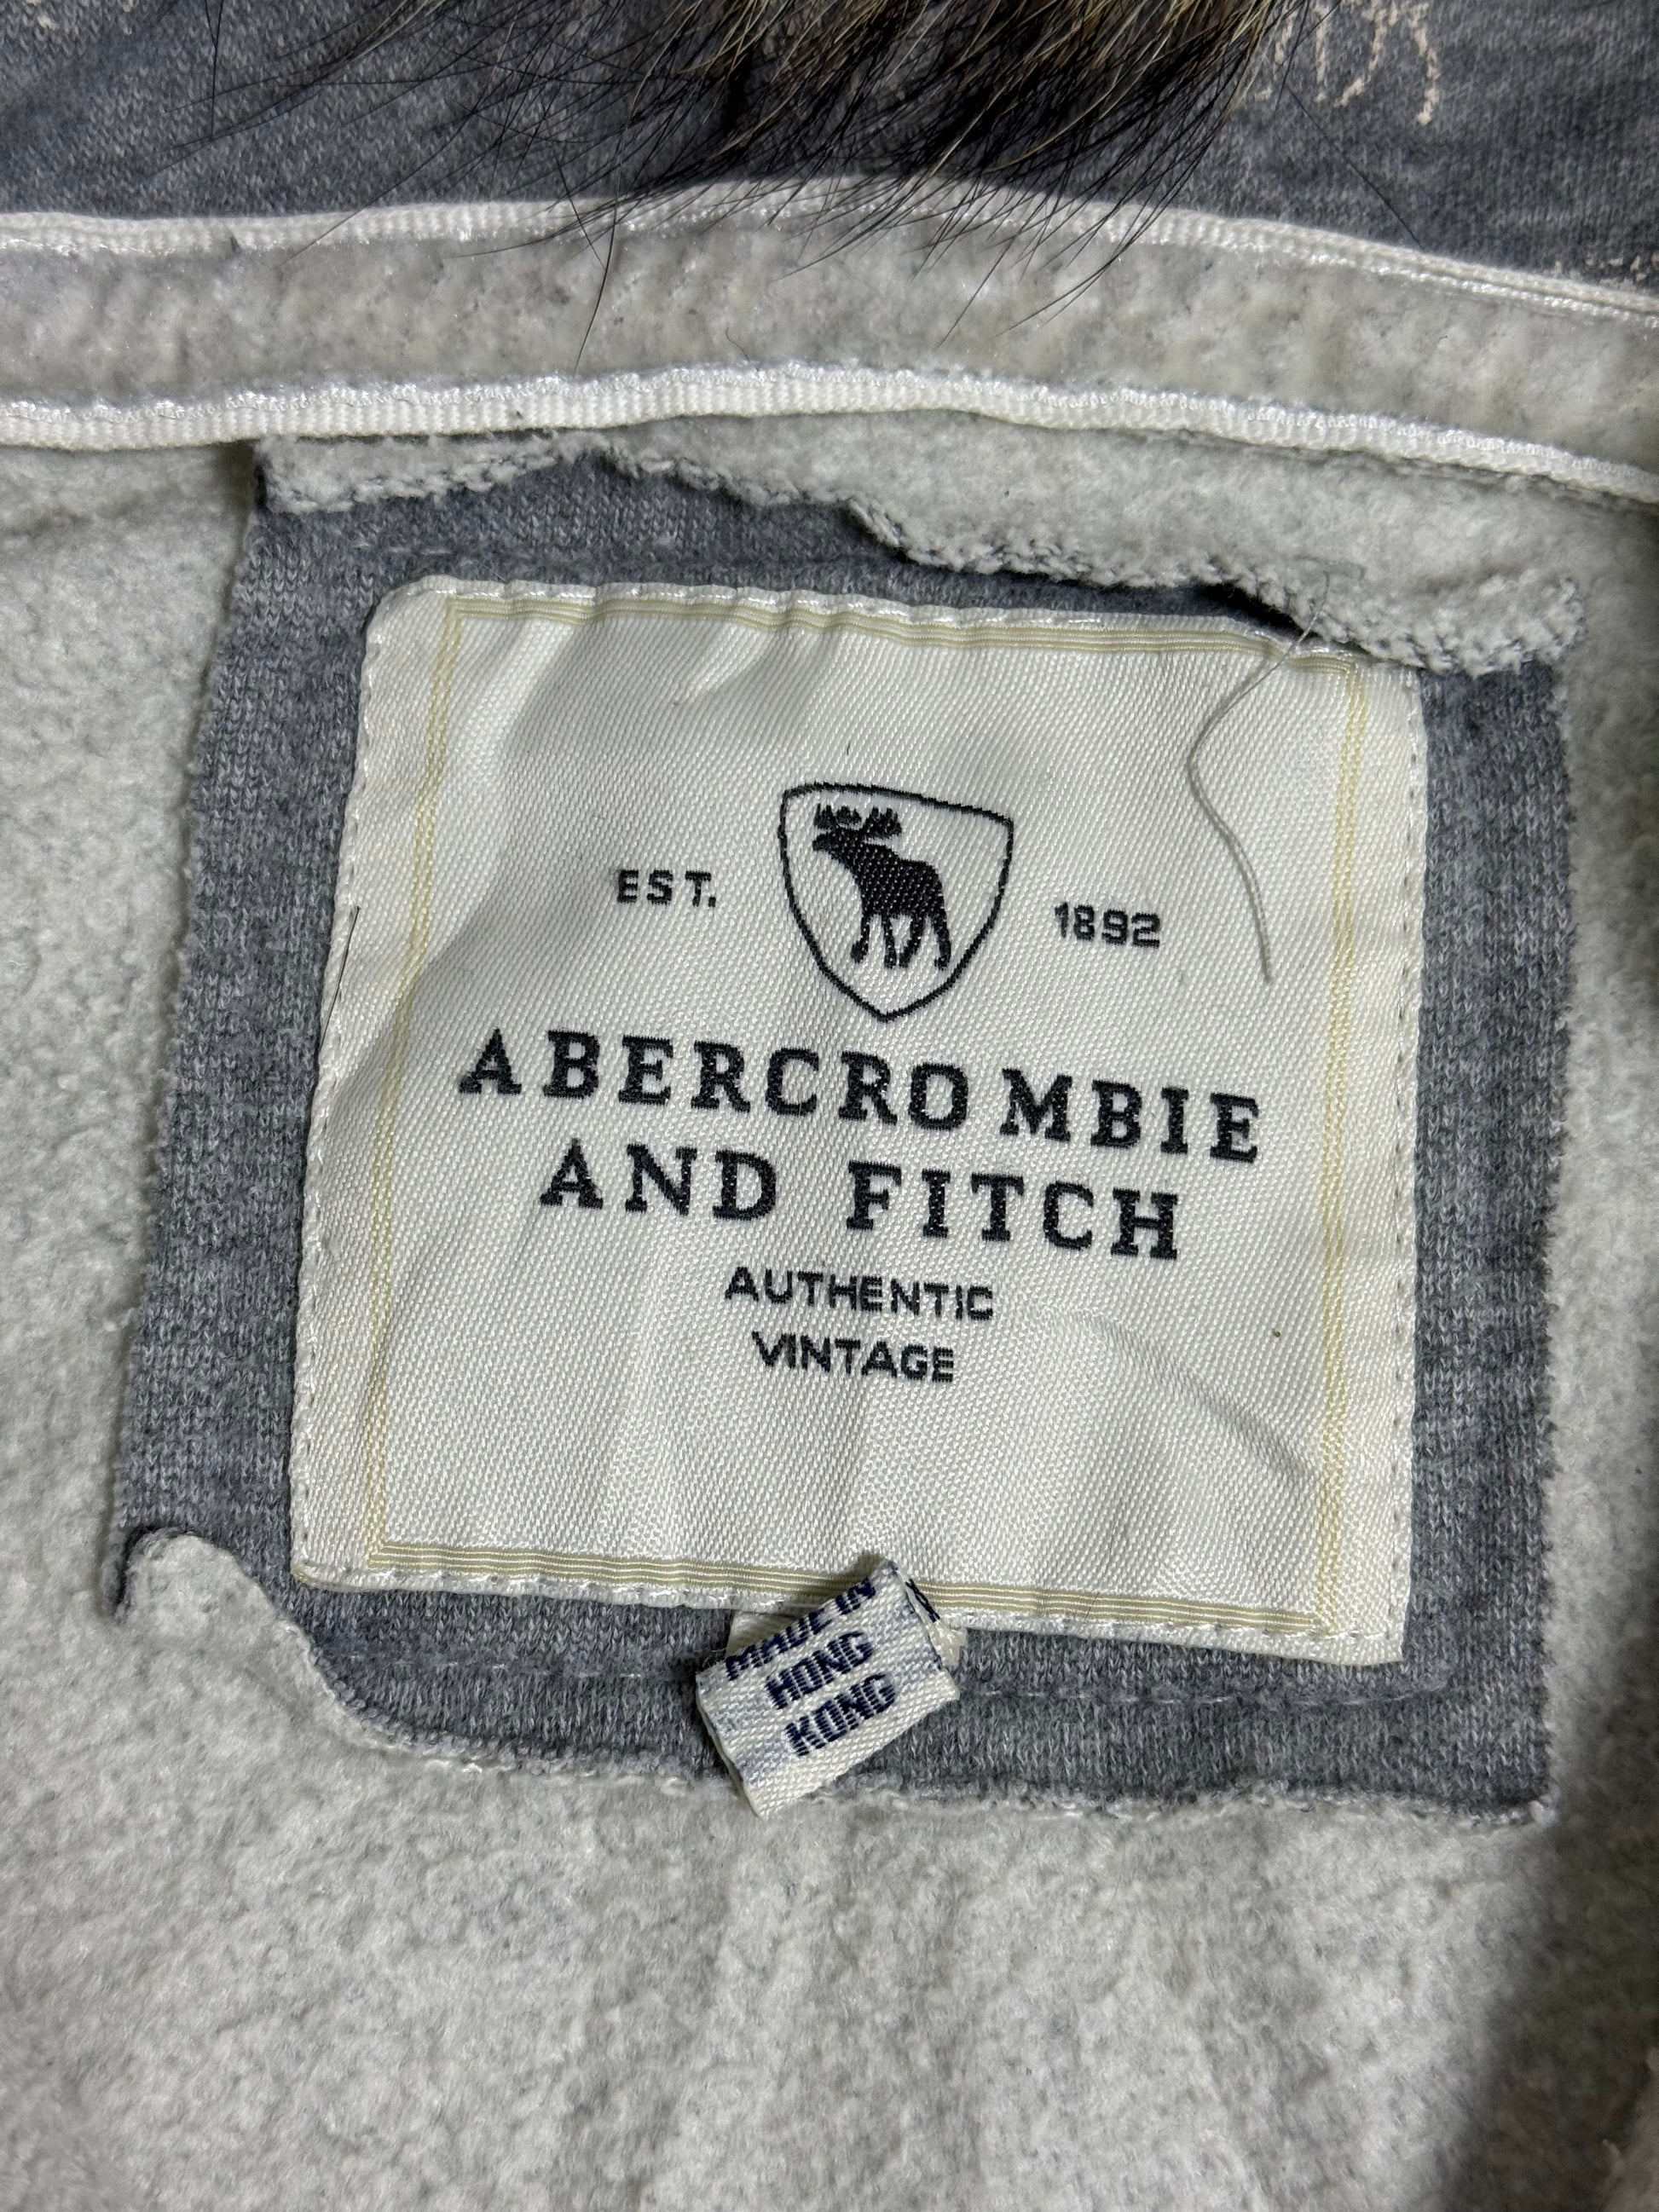 EST. 1892
ABERCROMBIE
AND FITCH
AUTHENTIC
VINTAGE
MADE IN
HONG
KONG